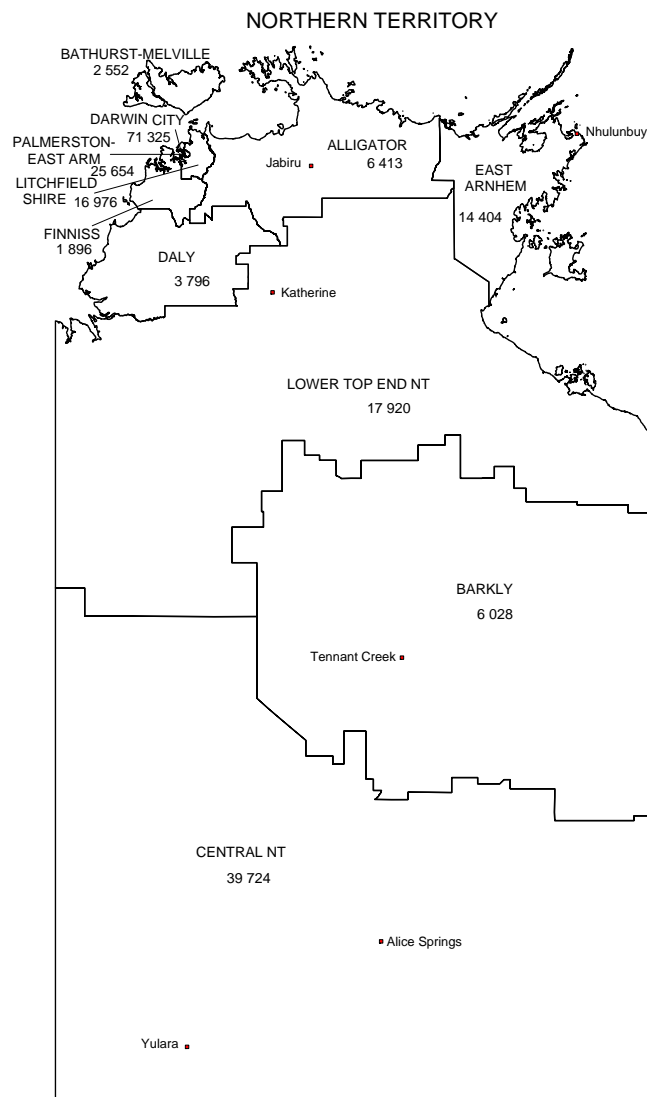 NORTHERN TERRITORY
BATHURST-MELVILLE
2 552
DARWIN CITY
71 325
PALMERSTON-
EAST ARM
25 654
LITCHFIELD
SHIRE 16 976
FINNISS
1 896
DALY
3 796
ALLIGATOR
6 413
Jabiru
EAST
ARNHEM
14 404
Nhulunbuy
Katherine
LOWER TOP END NT
17 920
BARKLY
6 028
Tennant Creek
CENTRAL NT
39 724
Alice Springs
Yulara